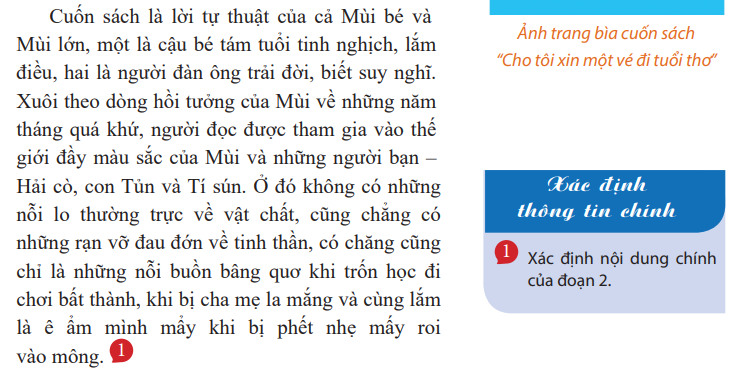 Cuốn sách là lời tự thuật của cả Mùi bé và
Mùi lớn, một là cậu bé tám tuổi tinh nghịch, lắm
điều, hai là người đàn ông trải đời, biết suy nghĩ.
Xuôi theo dòng hồi tưởng của Mùi về những năm
tháng quá khứ, người đọc được tham gia vào thế
giới đầy màu sắc của Mùi và những người bạn –
Hải cò, con Tủn và Tí sún. Ở đó không có những
nỗi lo thường trực về vật chất, cũng chẳng có
những rạn vỡ đau đớn về tinh thần, có chăng cũng
chỉ là những nỗi buồn bâng quơ khi trốn học đi
chơi bất thành, khi bị cha mẹ la mắng và cùng lắm
là ê ẩm mình mẩy khi bị phết nhẹ mấy roi
vào mông. 1
Ảnh trang bìa cuốn sách
“Cho tôi xin một vé đi tuổi thơ”
Xác định
thông tin chính
1 Xác định nội dung chính
của đoạn 2.